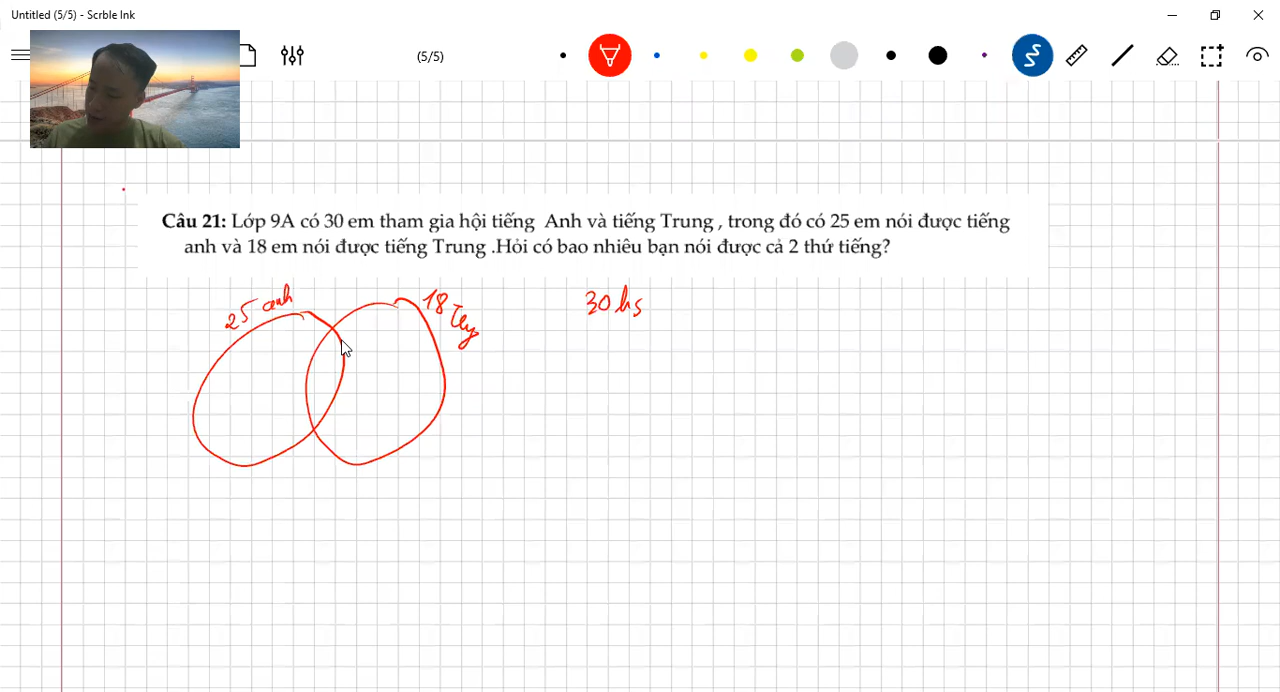 Untitled (5/5) - Scrble Ink
(5/5)
Câu 21: Lớp 9A có 30 em tham gia hội tiếng Anh và tiếng Trung , trong đó có 25 em nói được tiếng
anh và 18 em nói được tiếng Trung .Hỏi có bao nhiêu bạn nói được cả 2 thứ tiếng?
25 anh
18
30 hs